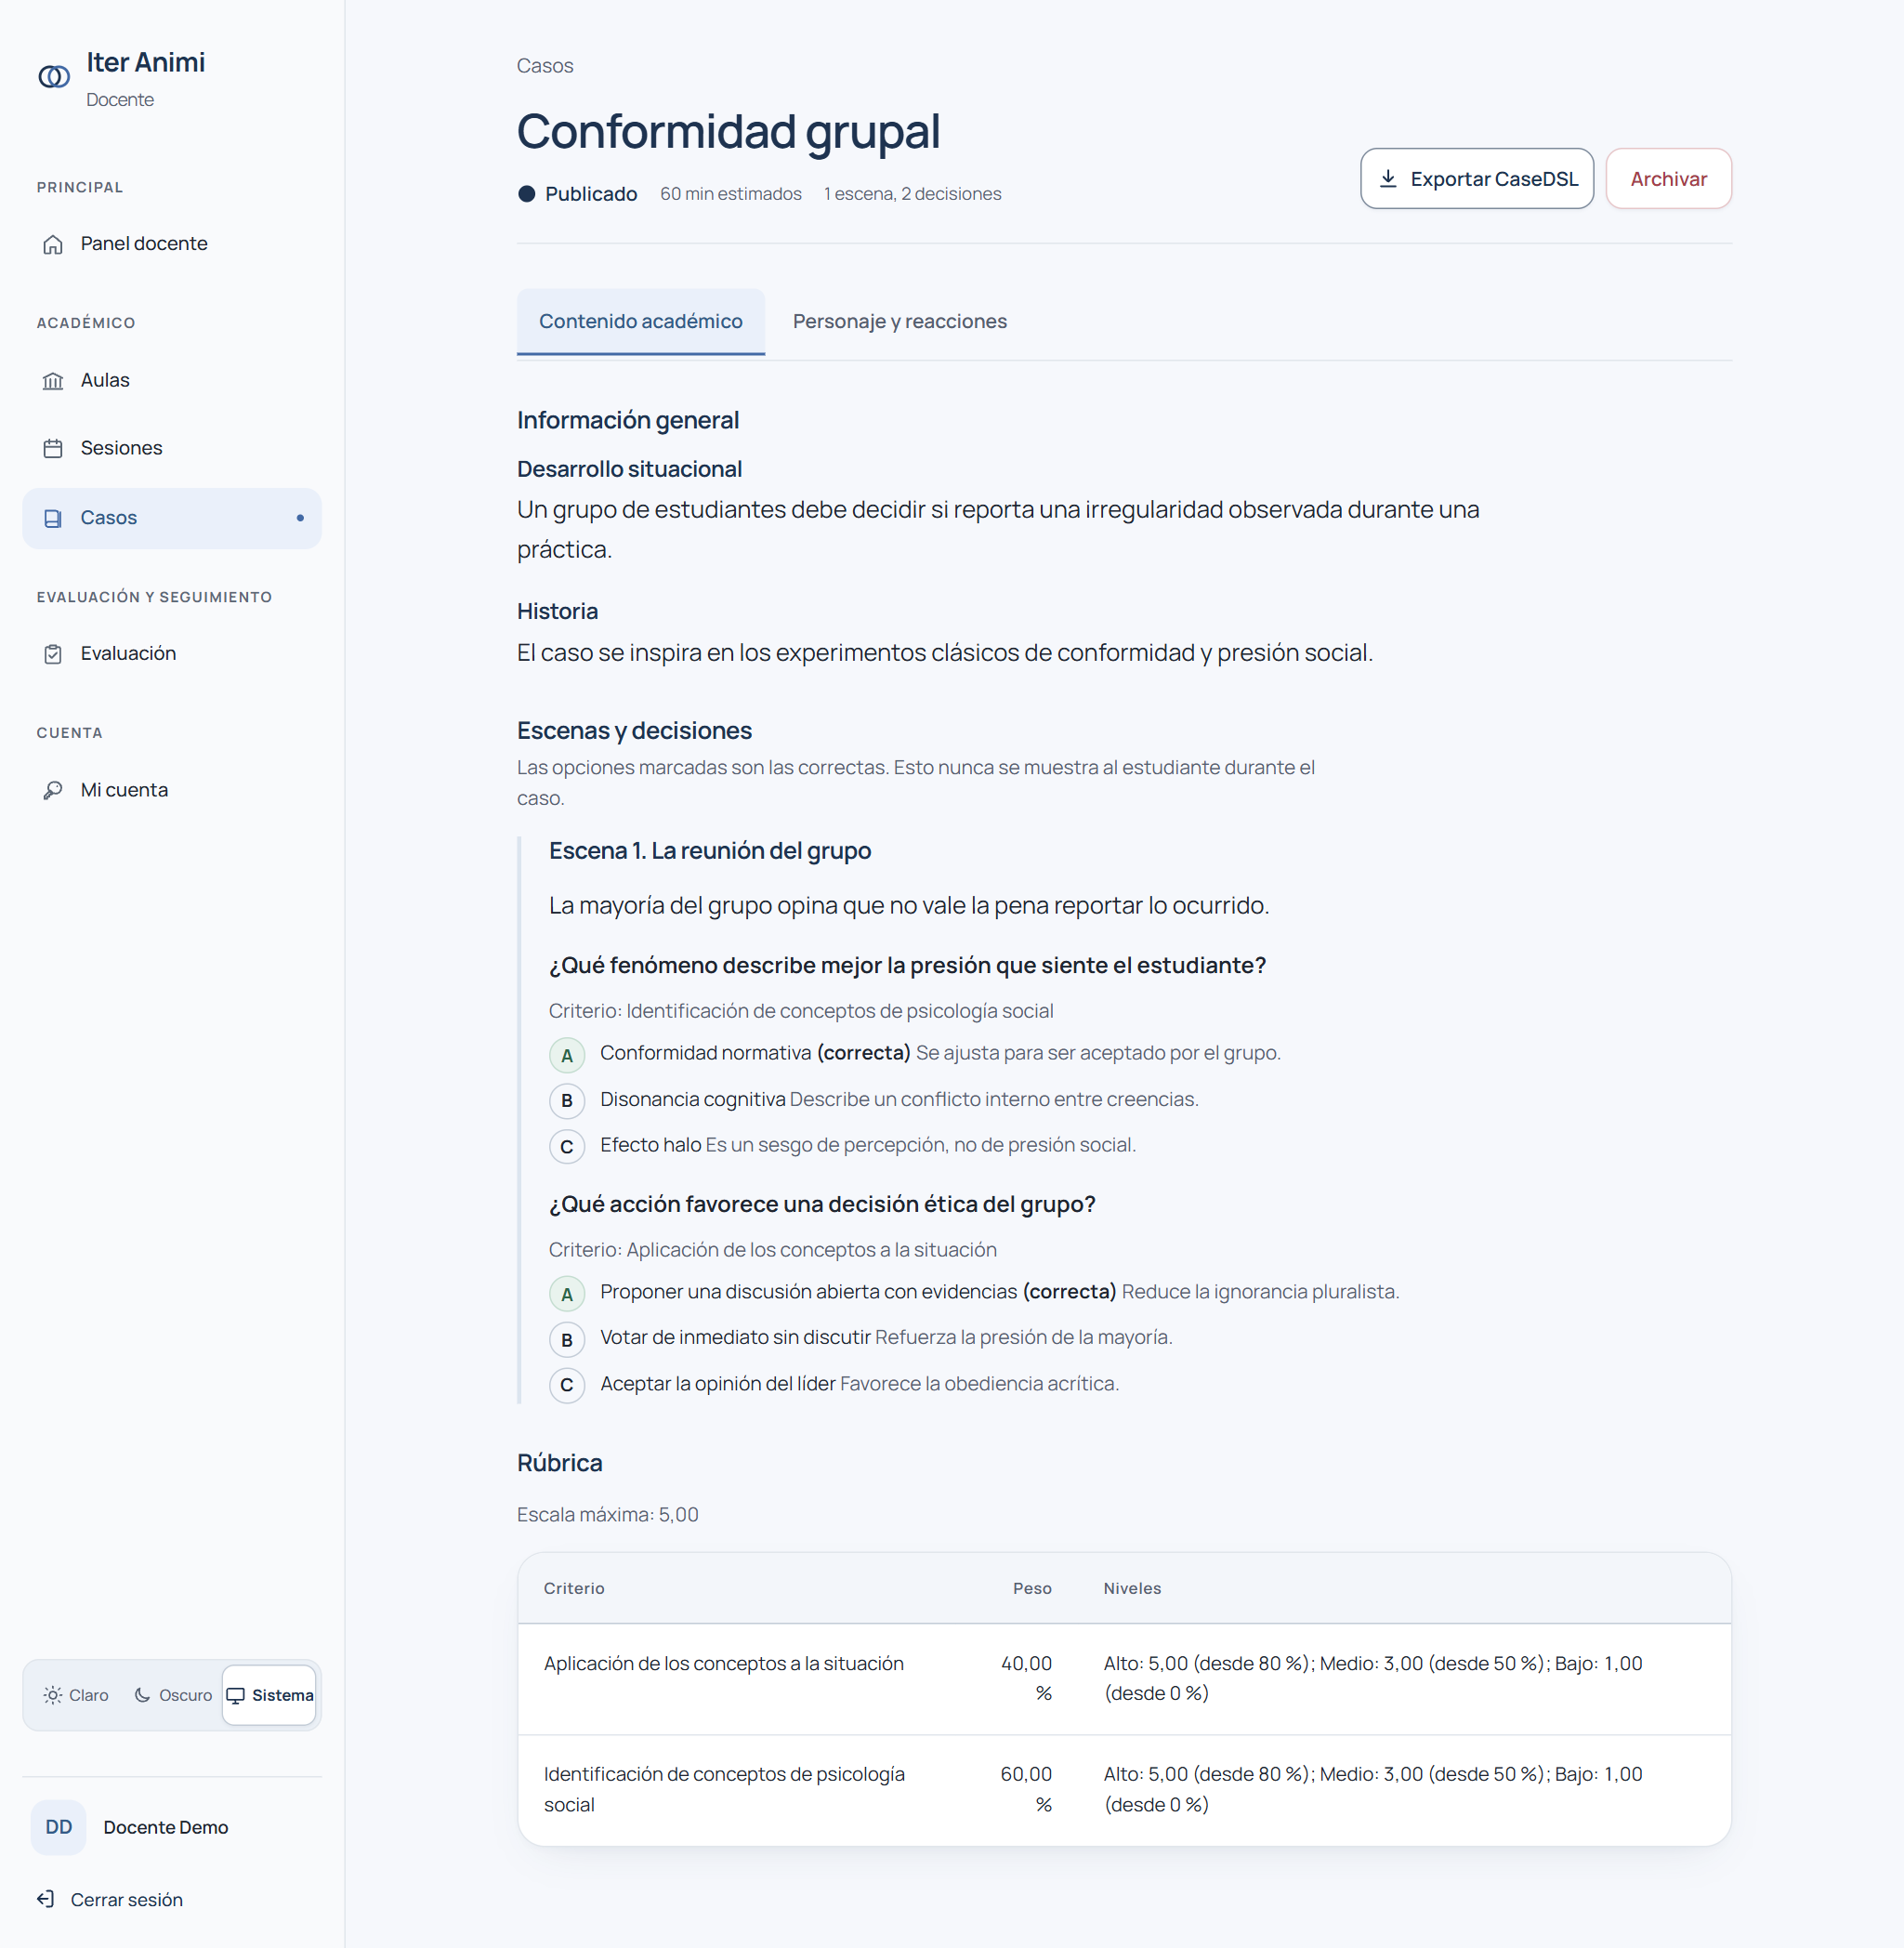 Iter Animi
Docente
PRINCIPAL
Panel docente
ACADÉMICO
Aulas
Sesiones
Casos
EVALUACIÓN Y SEGUIMIENTO
Evaluación
CUENTA
Mi cuenta
Claro
Oscuro
Sistema
DD
Docente Demo
Cerrar sesión
Casos
Conformidad grupal
Publicado 60 min estimados 1 escena, 2 decisiones
Exportar CaseDSL
Archivar
Contenido académico
Personaje y reacciones
Información general
Desarrollo situacional
Un grupo de estudiantes debe decidir si reporta una irregularidad observada durante una
práctica.
Historia
El caso se inspira en los experimentos clásicos de conformidad y presión social.
Escenas y decisiones
Las opciones marcadas son las correctas. Esto nunca se muestra al estudiante durante el
caso.
Escena 1. La reunión del grupo
La mayoría del grupo opina que no vale la pena reportar lo ocurrido.
¿Qué fenómeno describe mejor la presión que siente el estudiante?
Criterio: Identificación de conceptos de psicología social
A Conformidad normativa (correcta) Se ajusta para ser aceptado por el grupo.
B Disonancia cognitiva Describe un conflicto interno entre creencias.
C Efecto halo Es un sesgo de percepción, no de presión social.
¿Qué acción favorece una decisión ética del grupo?
Criterio: Aplicación de los conceptos a la situación
A Proponer una discusión abierta con evidencias (correcta) Reduce la ignorancia pluralista.
B Votar de inmediato sin discutir Refuerza la presión de la mayoría.
C Aceptar la opinión del líder Favorece la obediencia acrítica.
Rúbrica
Escala máxima: 5,00
Criterio Peso Niveles
Aplicación de los conceptos a la situación 40,00 Alto: 5,00 (desde 80 %); Medio: 3,00 (desde 50 %); Bajo: 1,00
% (desde 0 %)
Identificación de conceptos de psicología 60,00 Alto: 5,00 (desde 80 %); Medio: 3,00 (desde 50 %); Bajo: 1,00
social % (desde 0 %)